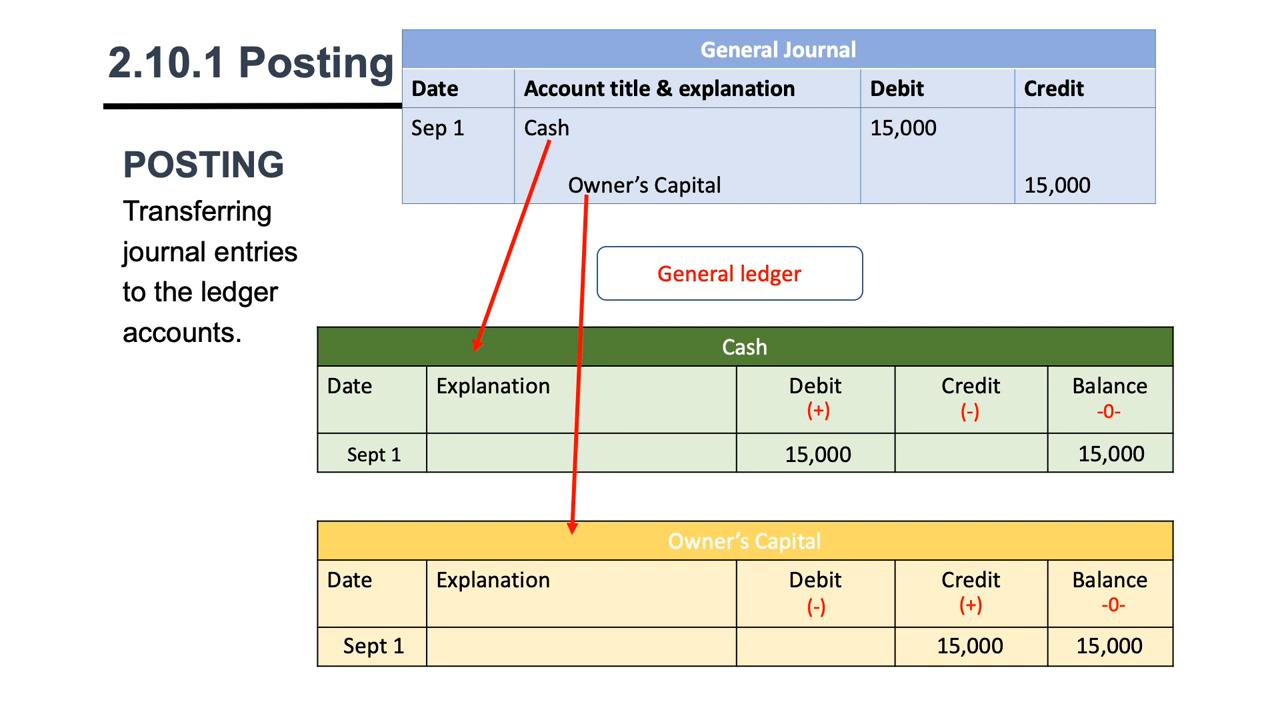 2.10.1 Posting
POSTING
Transferring
journal entries
to the ledger
accounts.
General Journal
Date Account title & explanation Debit Credit
Sep 1 Cash 15,000
Owner’s Capital 15,000
General ledger
Cash
Date Explanation Debit Credit Balance
(+) (-) -0-
Sept 1 15,000 15,000
Owner’s Capital
Date Explanation Debit Credit Balance
(-) (+) -0-
Sept 1 15,000 15,000